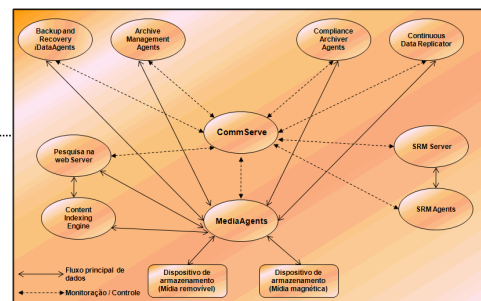 Backup and
Recovery
iDataAgents
Archive
Management
Agents
Compliance
Archiver
Agents
Continuous
Data Replicator
CommServe
Pesquisa na
web Server
SRM Server
Content
Indexing
Engine
MediaAgents
SRM Agents
Fluxo principal de
dados
Monitoração / Controle
Dispositivo de
armazenamento
(Mídia removível)
Dispositivo de
armazenamento
(Mídia magnética)